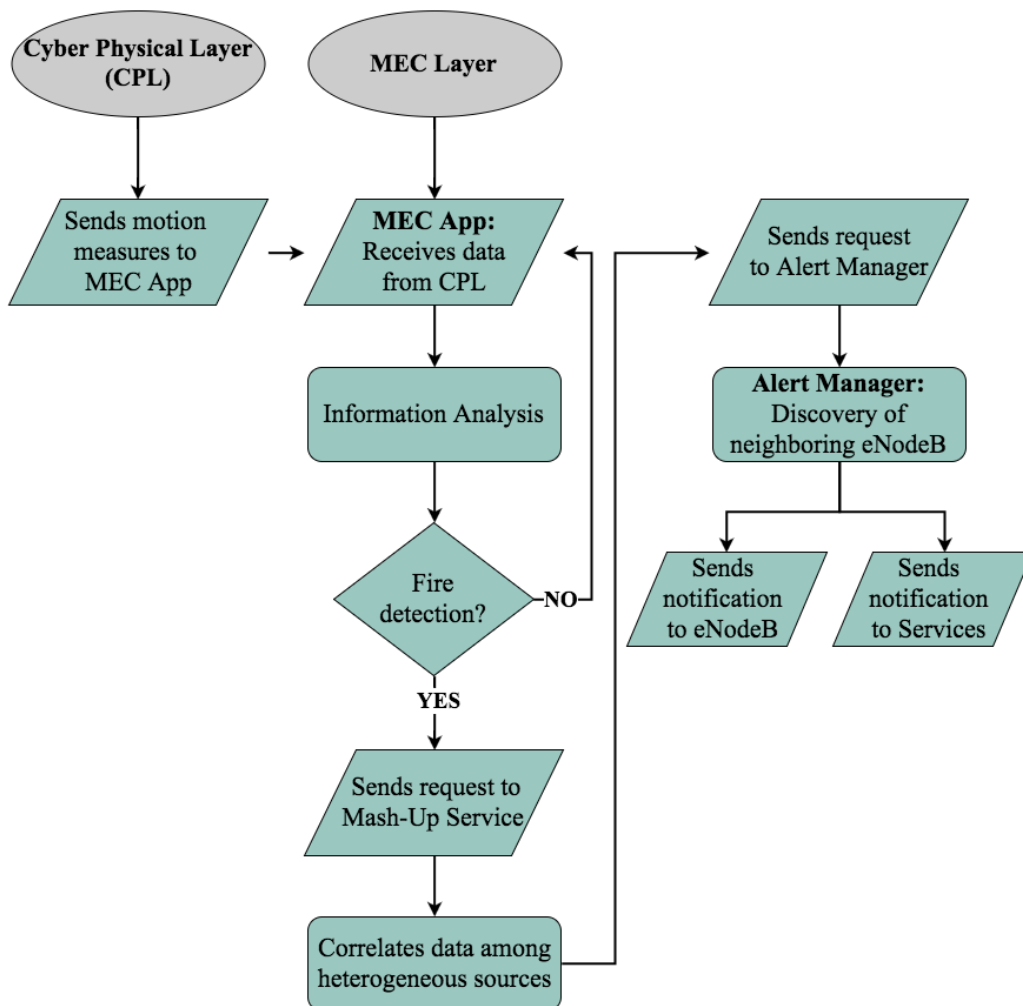 Cyber Physical Layer
(CPL)
MEC Layer
Sends motion
measures to
MEC App
MEC App:
Receives data
from CPL
Sends request
to Alert Manager
Information Analysis
Alert Manager:
Discovery of
neighboring eNodeB
Fire
detection?
NO
Sends
notification
to eNodeB
Sends
notification
to Services
YES
Sends request to
Mash-Up Service
Correlates data among
heterogeneous sources